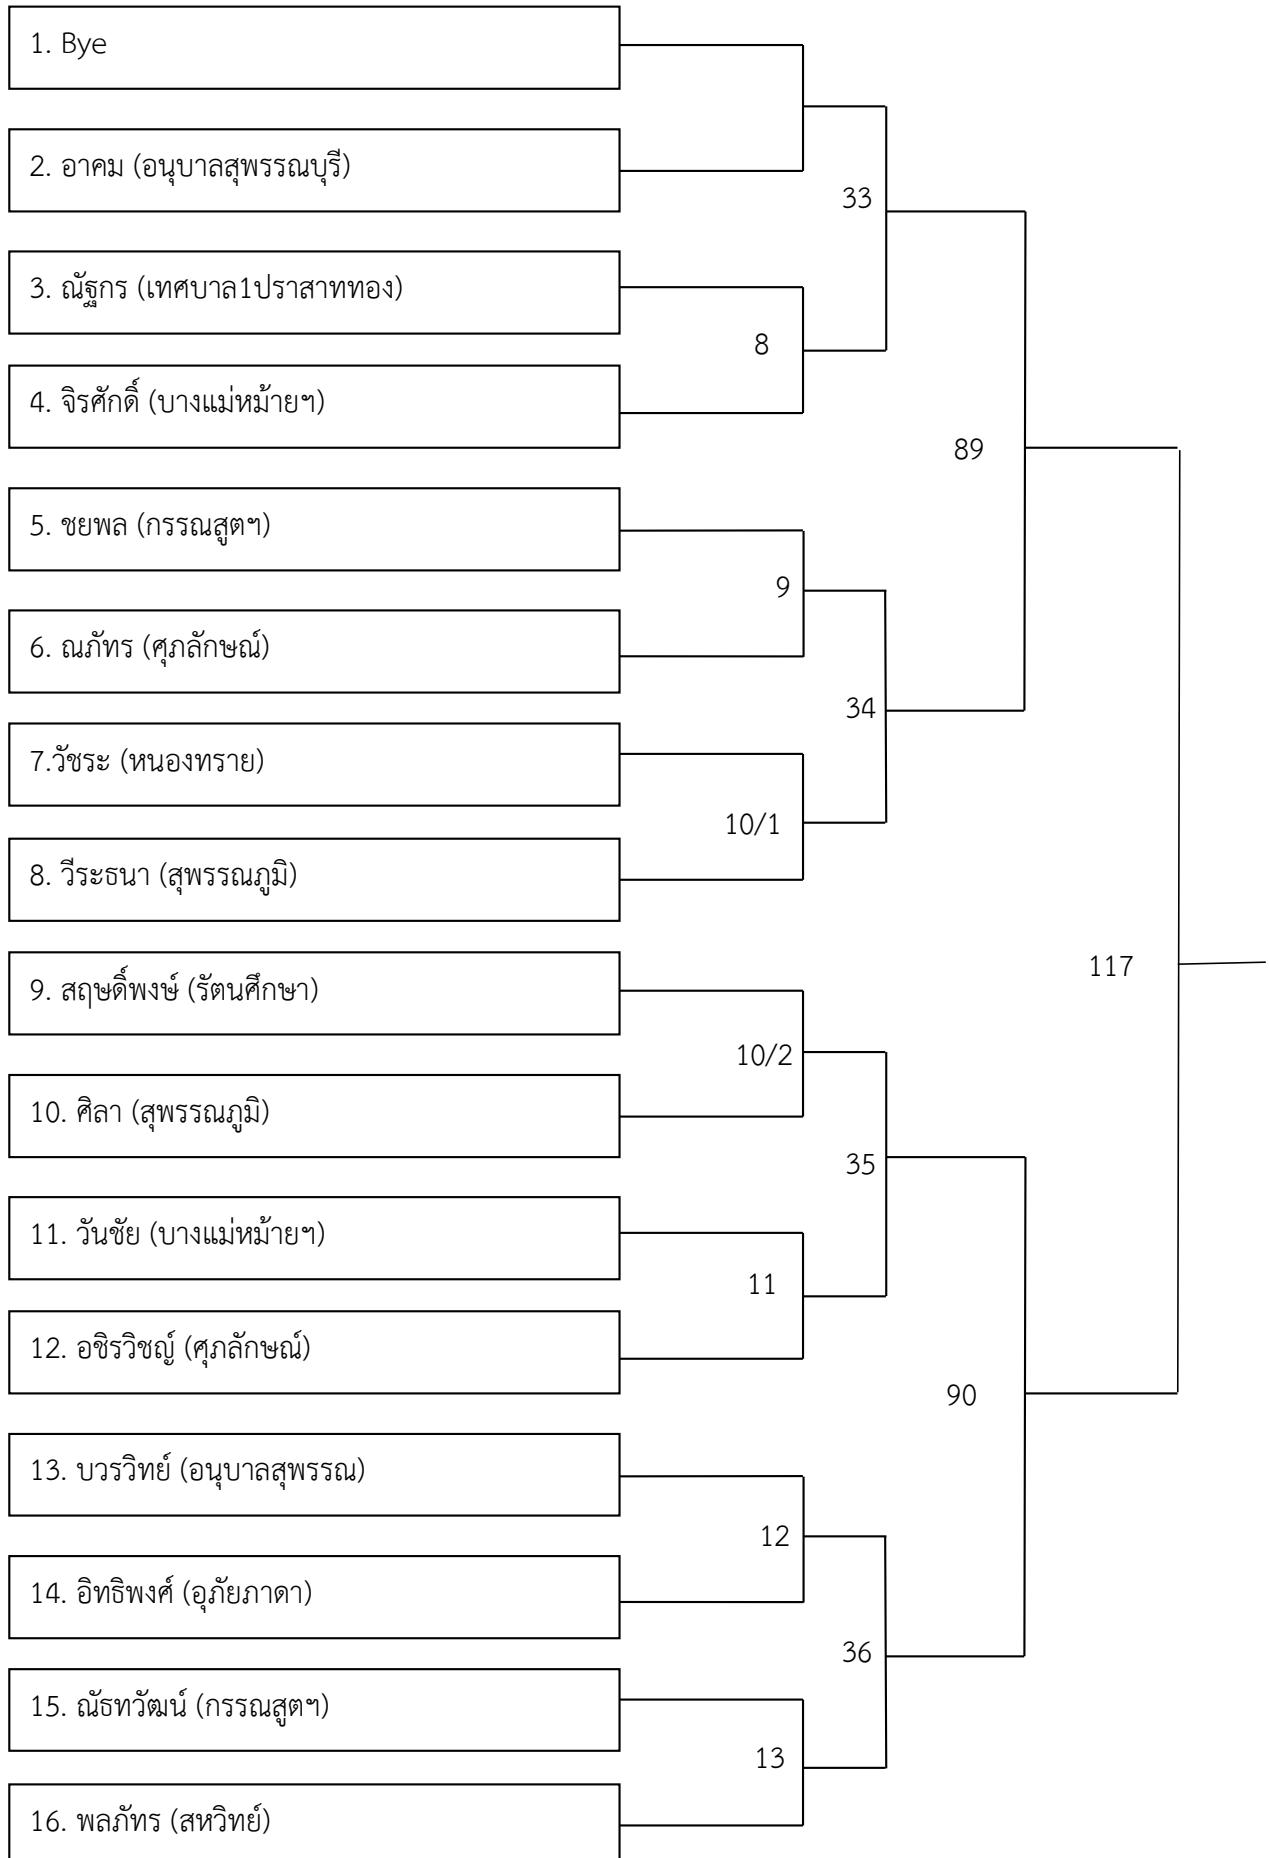 1. Bye
2. อาคม (อนุบาลสุพรรณบุรี)
33
3. ณัฐกร (เทศบาล1ปราสาททอง)
8
4. จิรศักดิ์ (บางแม่หม้ายฯ)
89
5. ชยพล (กรรณสูตฯ)
9
6. ณภัทร (ศุภลักษณ์)
34
7.วัชระ (หนองทราย)
10/1
8. วีระธนา (สุพรรณภูมิ)
117
9. สฤษดิ์พงษ์ (รัตนศึกษา)
10/2
10. ศิลา (สุพรรณภูมิ)
35
11. วันชัย (บางแม่หม้ายฯ)
11
12. อชิรวิชญ์ (ศุภลักษณ์)
90
13. บวรวิทย์ (อนุบาลสุพรรณ)
12
14. อิทธิพงศ์ (อุภัยภาดา)
36
15. ณัธทวัฒน์ (กรรณสูตฯ)
13
16. พลภัทร (สหวิทย์)